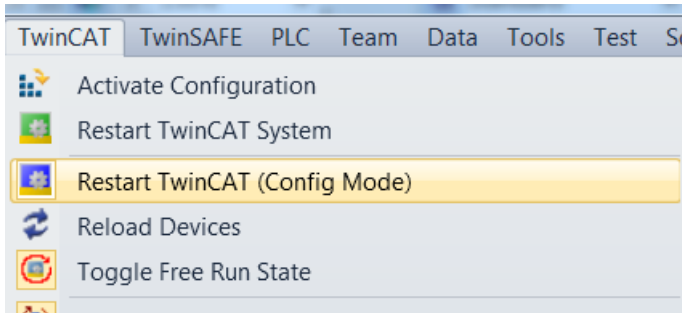 TwinCAT TwinSAFE PLC Team Data Tools Test
Activate Configuration
Restart TwinCAT System
Restart TwinCAT (Config Mode)
Reload Devices
Toggle Free Run State